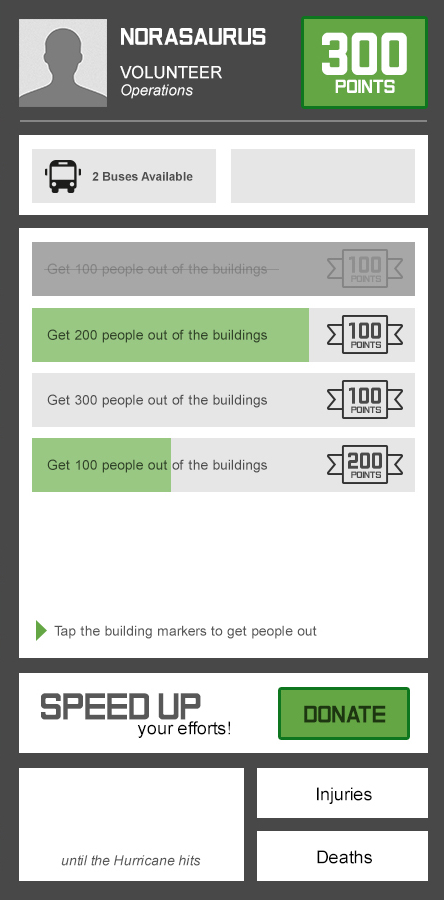 NORASAURUS
VOLUNTEER
Operations
300
POINTS
2 Buses Available
Get 100 people out of the buildings
100
POINTS
Get 200 people out of the buildings
100
POINTS
Get 300 people out of the buildings
100
POINTS
Get 100 people out of the buildings
200
POINTS
Tap the building markers to get people out
SPEED UP
your efforts!
DONATE
until the Hurricane hits
Injuries
Deaths